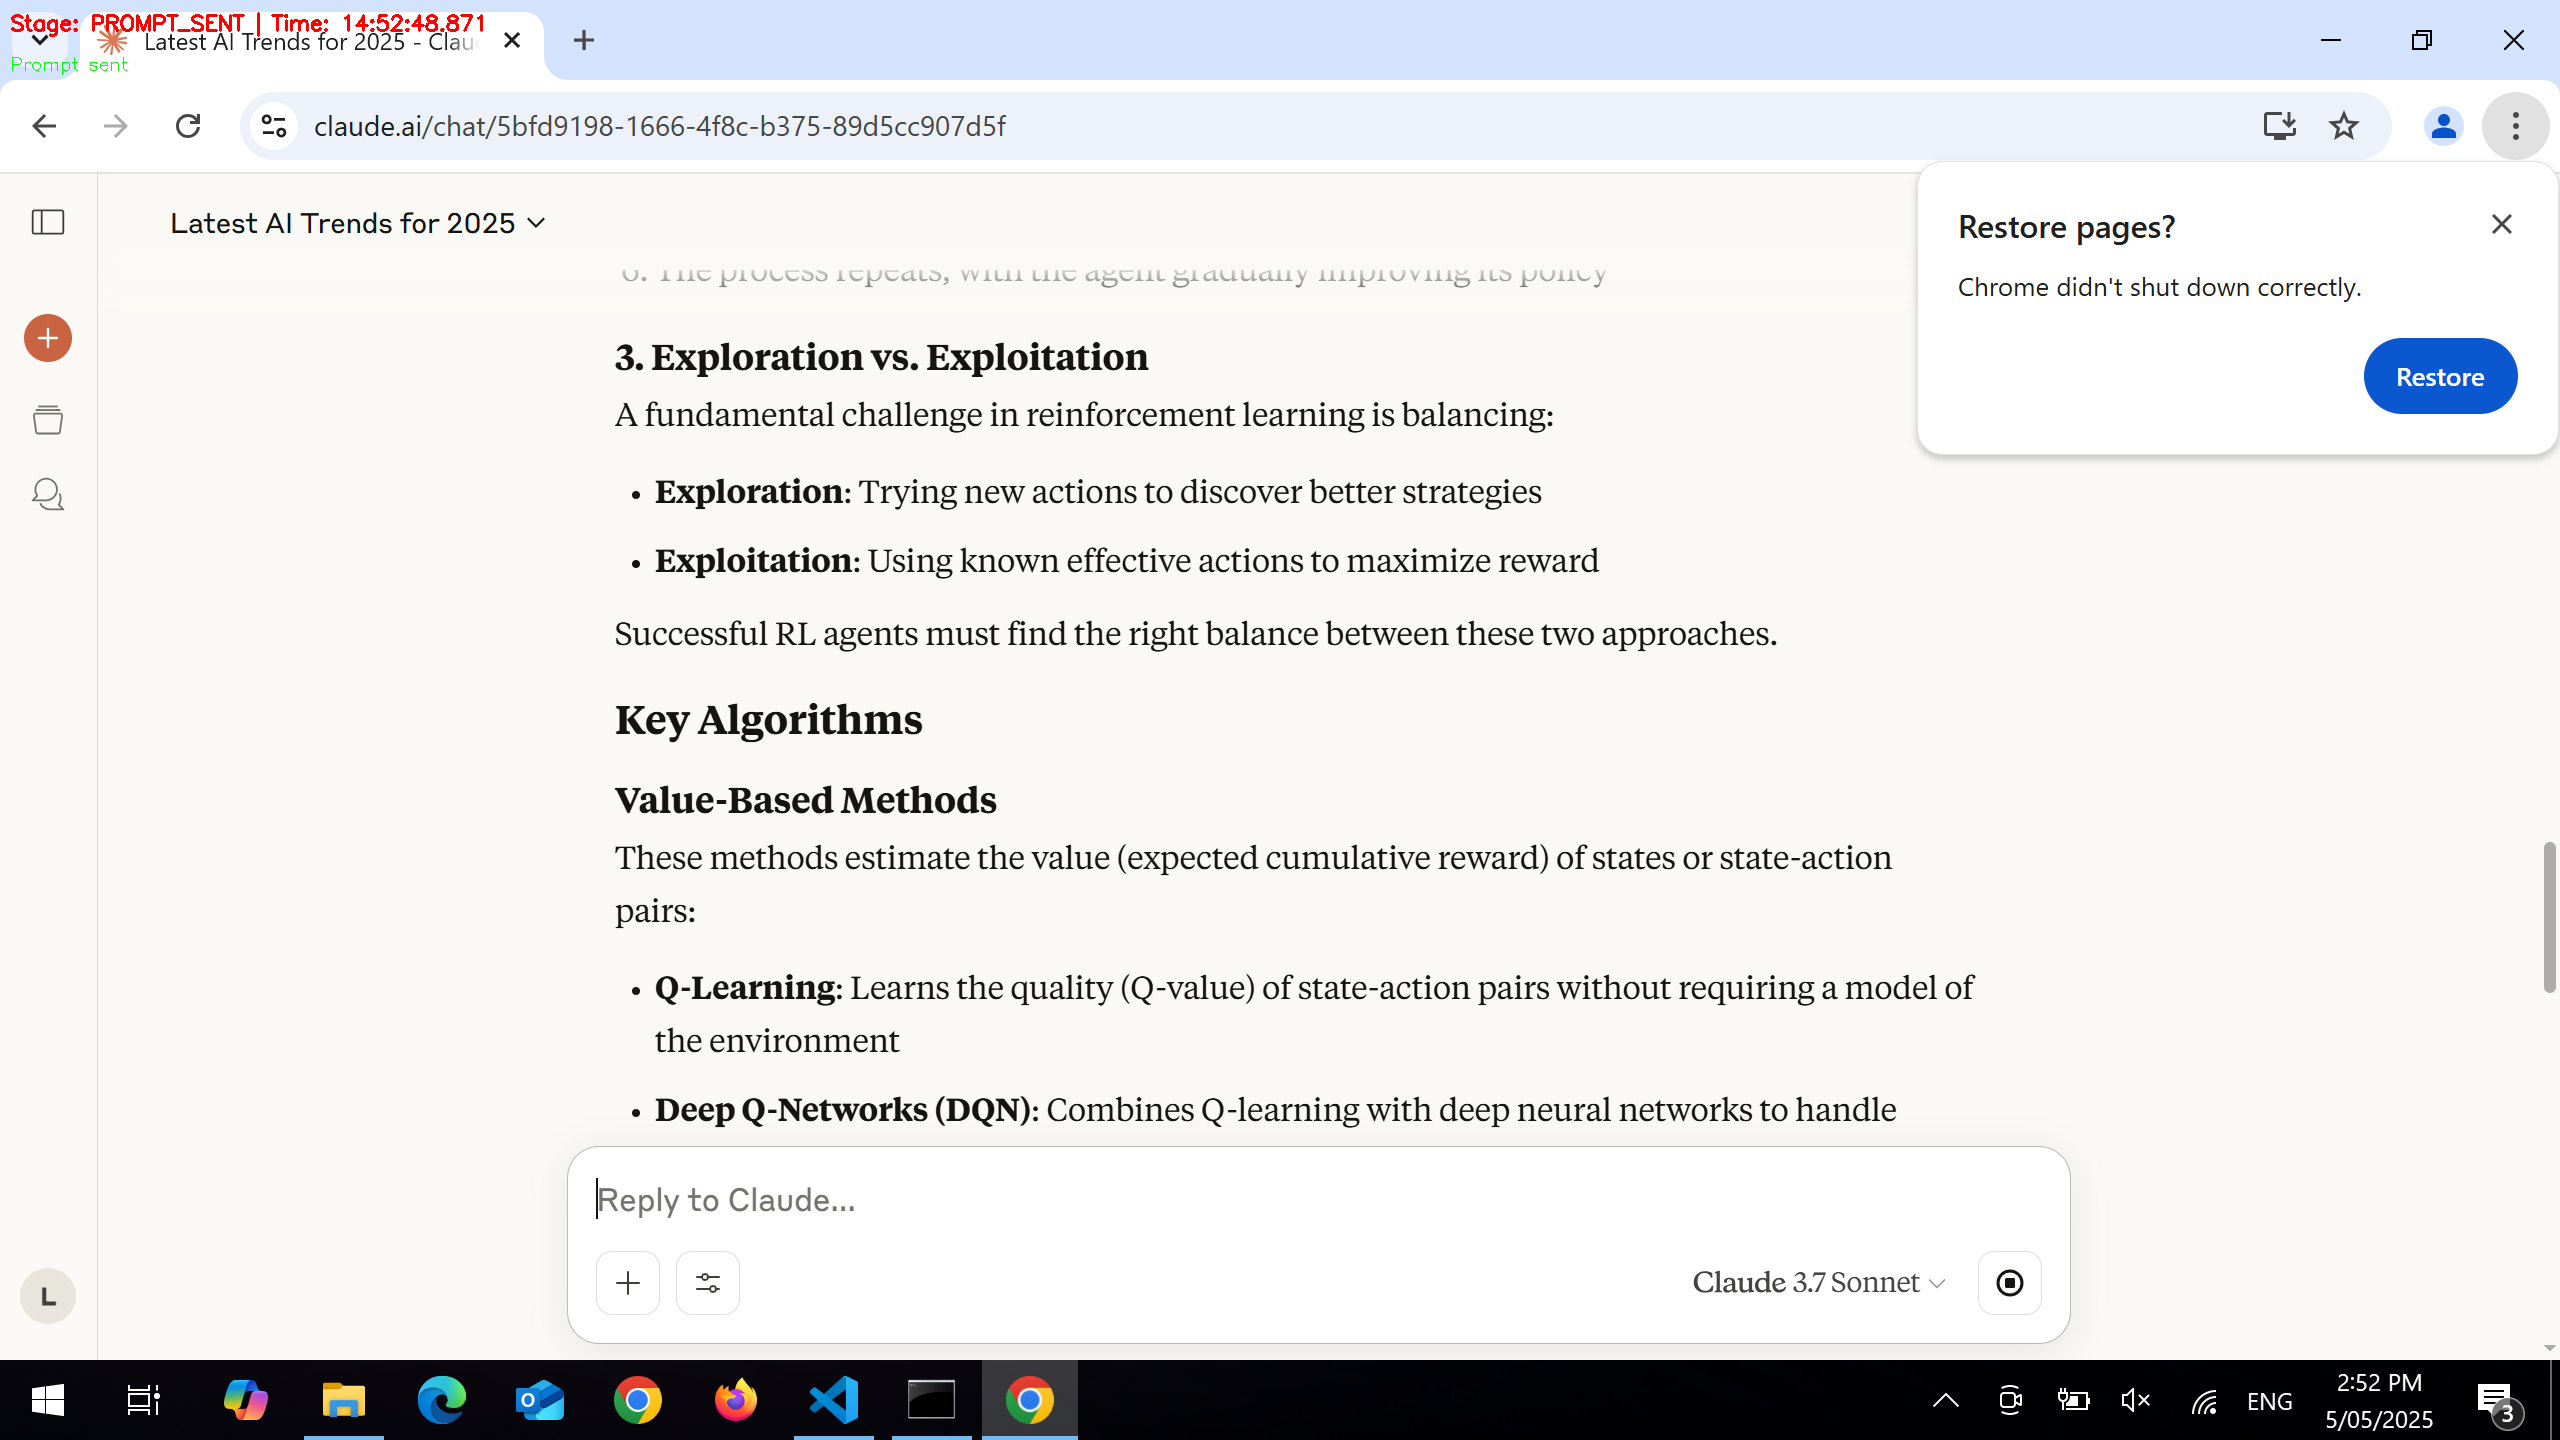 Stage: PROMPT_SENT | Time: 14:52:48.871
Latest AI Trends for 2025 - Clau
Prompt sent
claude.ai/chat/5bfd9198-1666-4f8c-b375-89d5cc907d5f
Latest AI Trends for 2025
Restore pages?
Chrome didn't shut down correctly.
Restore
6. The process repeats, with the agent gradually improving its policy
3. Exploration vs. Exploitation
A fundamental challenge in reinforcement learning is balancing:
• Exploration: Trying new actions to discover better strategies
• Exploitation: Using known effective actions to maximize reward
Successful RL agents must find the right balance between these two approaches.
Key Algorithms
Value-Based Methods
These methods estimate the value (expected cumulative reward) of states or state-action
pairs:
• Q-Learning: Learns the quality (Q-value) of state-action pairs without requiring a model of
the environment
• Deep Q-Networks (DQN): Combines Q-learning with deep neural networks to handle
Reply to Claude...
Claude 3.7 Sonnet
L
ENG
2:52 PM
5/05/2025
3